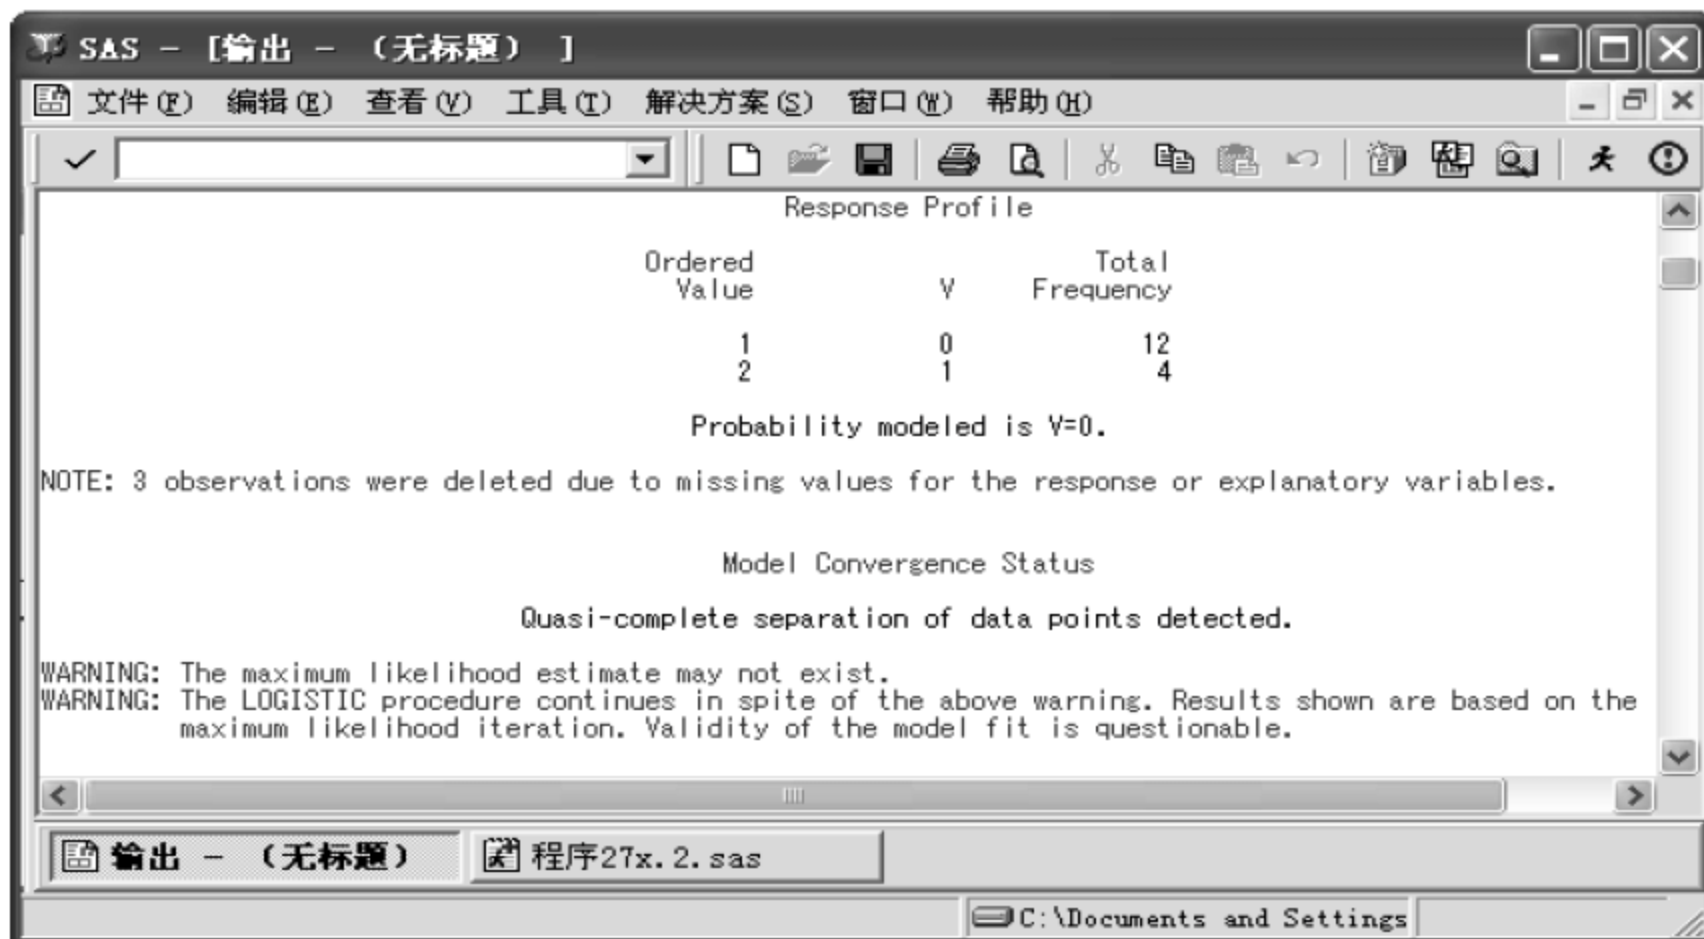 SAS - [输出 - (无标题) ]
文件(F) 编辑(E) 查看(V) 工具(T) 解决方案(S) 窗口(W) 帮助(H)
Response Profile
Ordered Total
Value V Frequency
1 0 12
2 1 4
Probability modeled is V=0.
NOTE: 3 observations were deleted due to missing values for the response or explanatory variables.
Model Convergence Status
Quasi-complete separation of data points detected.
WARNING: The maximum likelihood estimate may not exist.
WARNING: The LOGISTIC procedure continues in spite of the above warning. Results shown are based on the
maximum likelihood iteration. Validity of the model fit is questionable.
输出 - (无标题) 程序27x.2.sas
C:\Documents and Settings